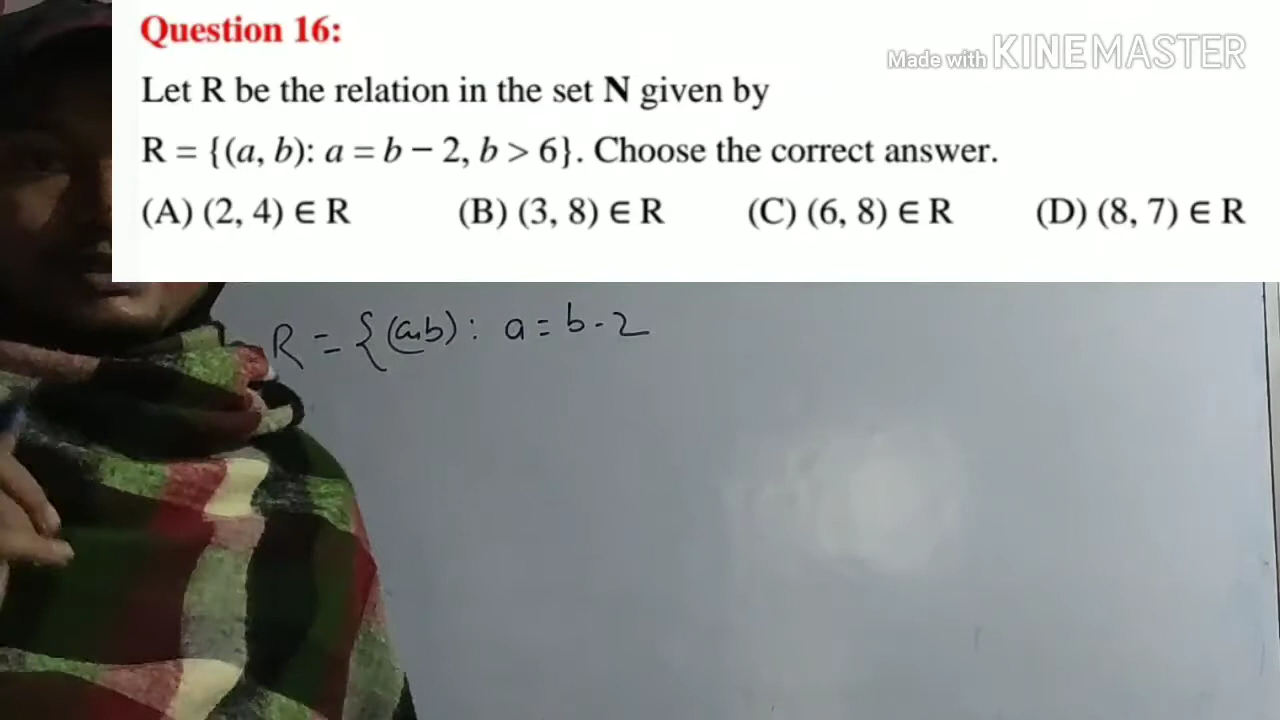 Question 16:
Made with KINEMASTER
Let R be the relation in the set N given by
R = {(a, b): a = b − 2, b > 6}. Choose the correct answer.
(A) (2, 4) ∈ R (B) (3, 8) ∈ R (C) (6, 8) ∈ R (D) (8, 7) ∈ R
R = {(a,b) : a = b - 2